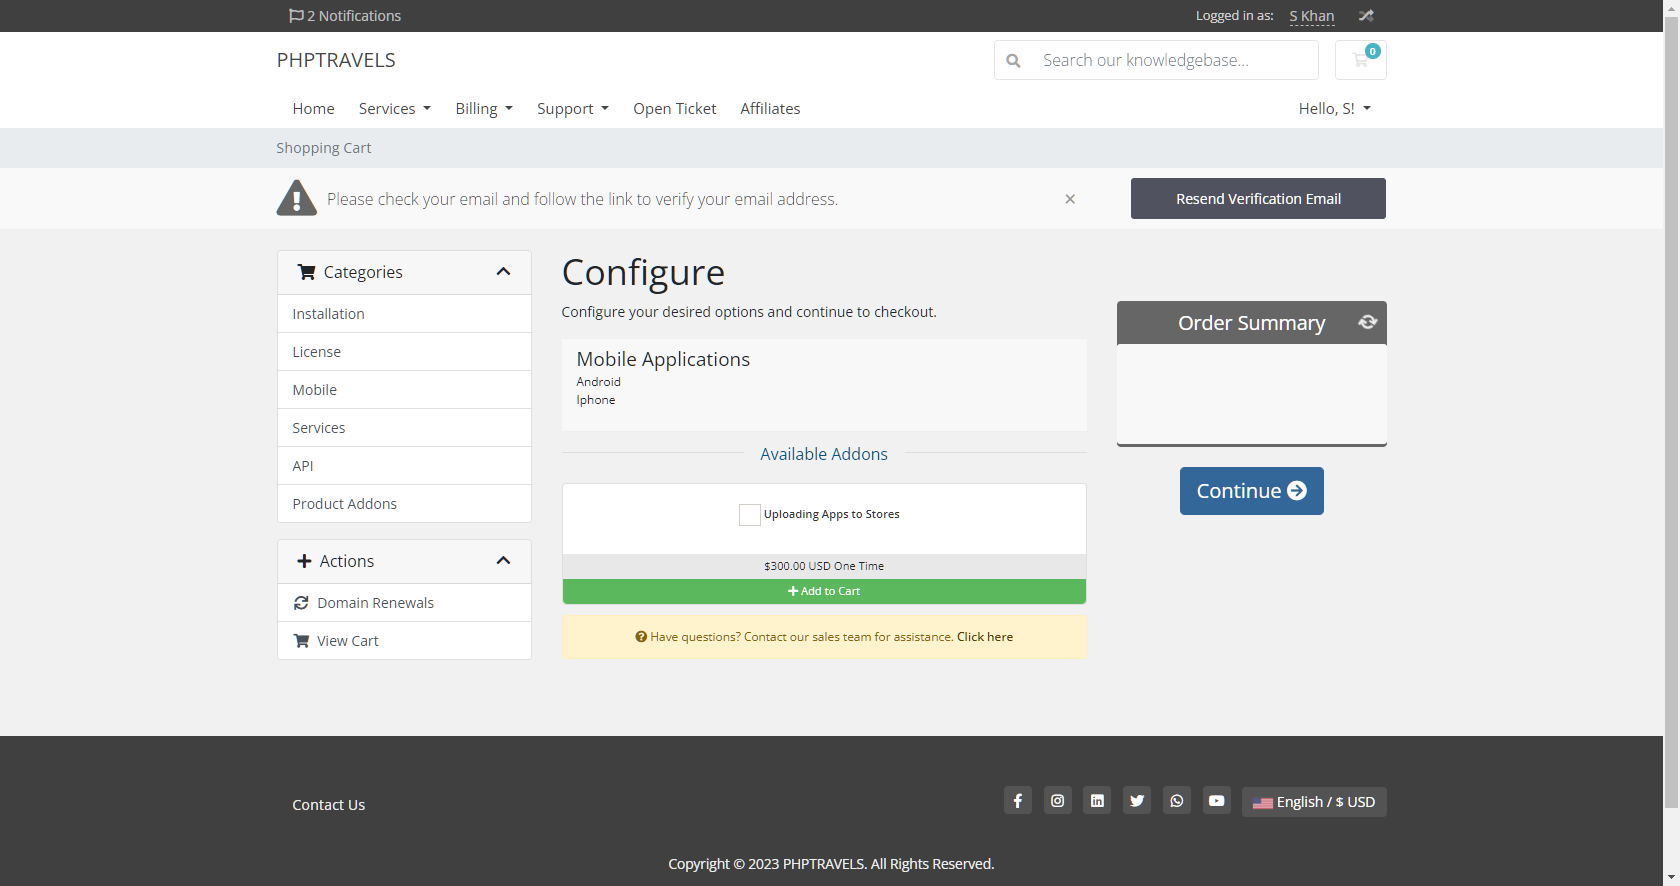 2 Notifications
Logged in as: S Khan
PHPTRAVELS
Search our knowledgebase...
0
Home Services Billing Support Open Ticket Affiliates
Hello, S!
Shopping Cart
Please check your email and follow the link to verify your email address.
×
Resend Verification Email
Categories
Installation
License
Mobile
Services
API
Product Addons
Actions
Domain Renewals
View Cart
Configure
Configure your desired options and continue to checkout.
Mobile Applications
Android
Iphone
Available Addons
Uploading Apps to Stores
$300.00 USD One Time
Add to Cart
Have questions? Contact our sales team for assistance. Click here
Order Summary
Continue
Contact Us
English / $ USD
Copyright © 2023 PHPTRAVELS. All Rights Reserved.